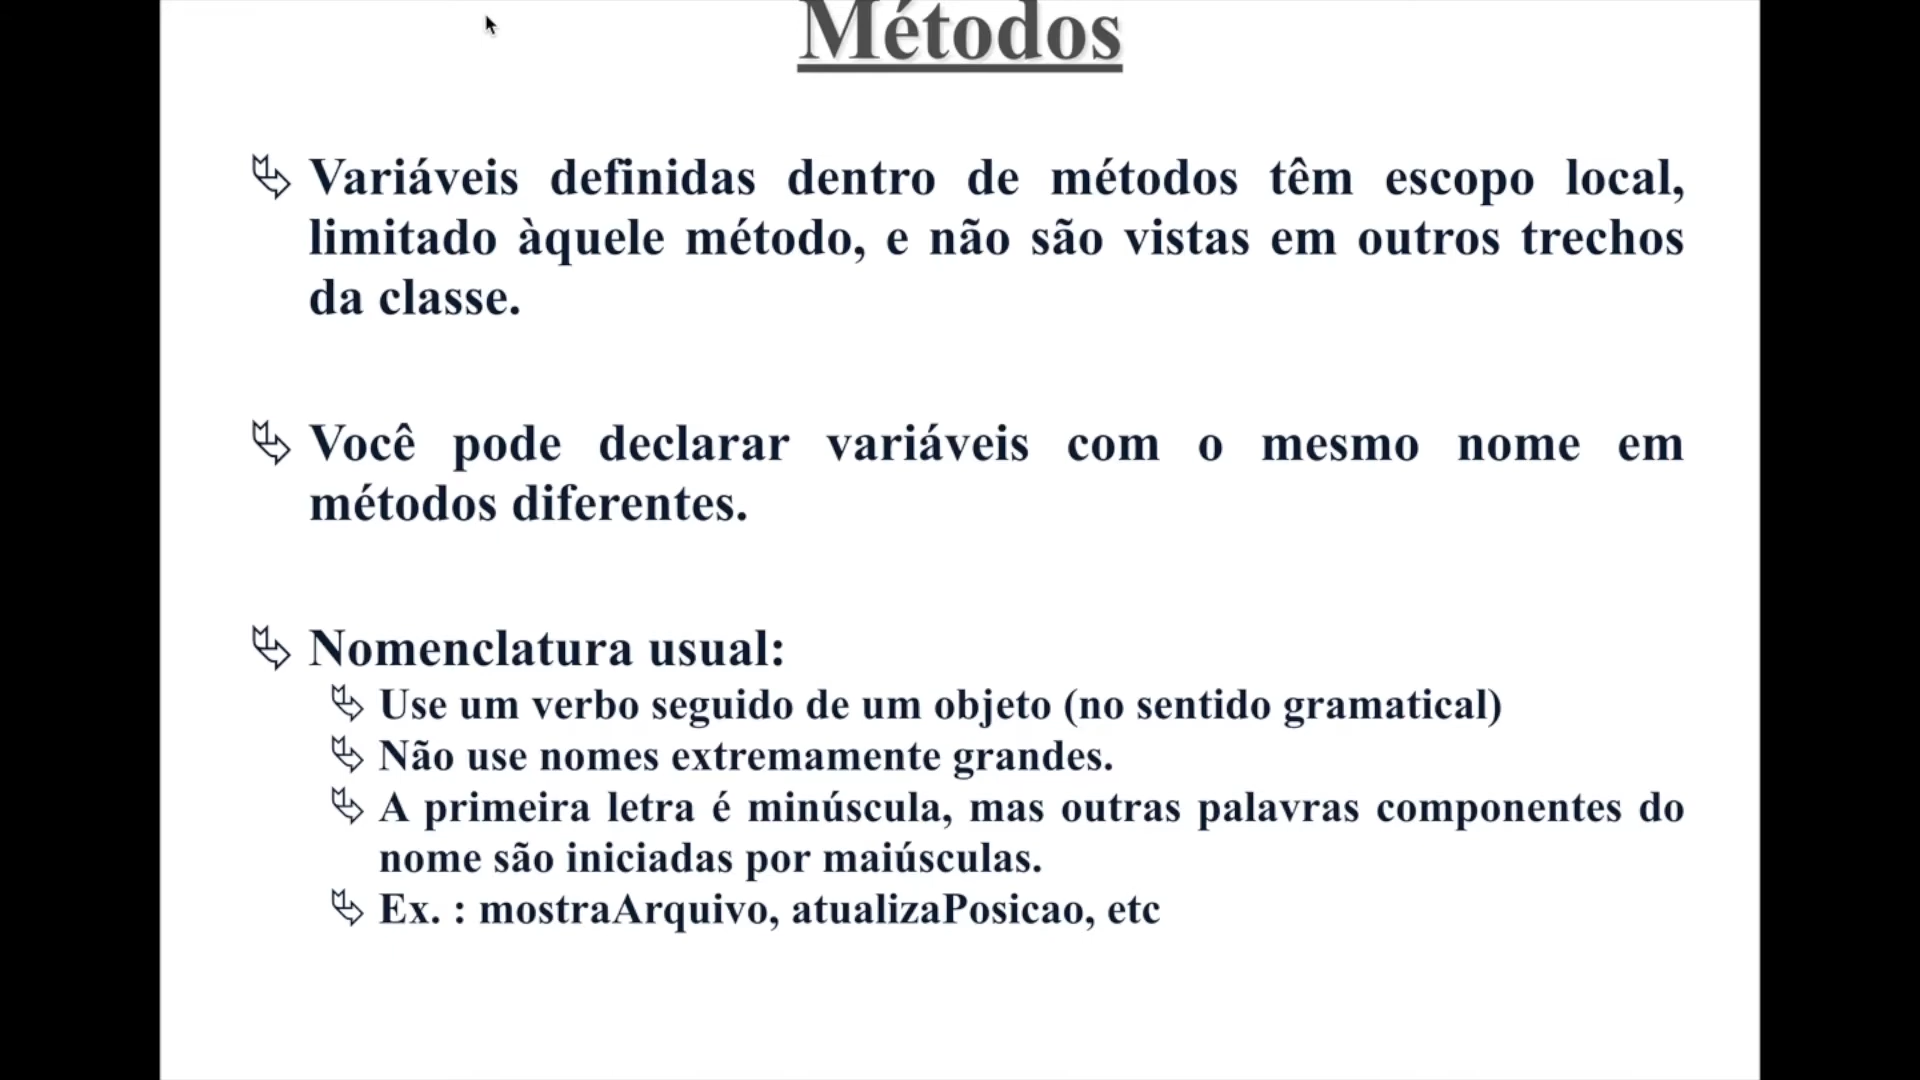 Métodos
Variáveis definidas dentro de métodos têm escopo local,
limitado àquele método, e não são vistas em outros trechos
da classe.
Você pode declarar variáveis com o mesmo nome em
métodos diferentes.
Nomenclatura usual:
Use um verbo seguido de um objeto (no sentido gramatical)
Não use nomes extremamente grandes.
A primeira letra é minúscula, mas outras palavras componentes do
nome são iniciadas por maiúsculas.
Ex. : mostraArquivo, atualizaPosicao, etc